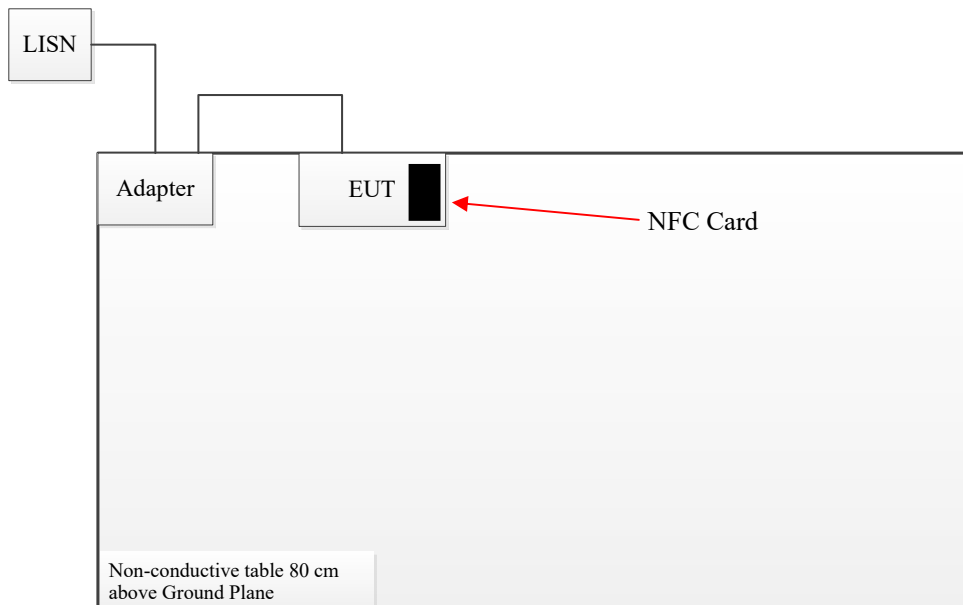 LISN
Adapter
EUT
NFC Card
Non-conductive table 80 cm
above Ground Plane